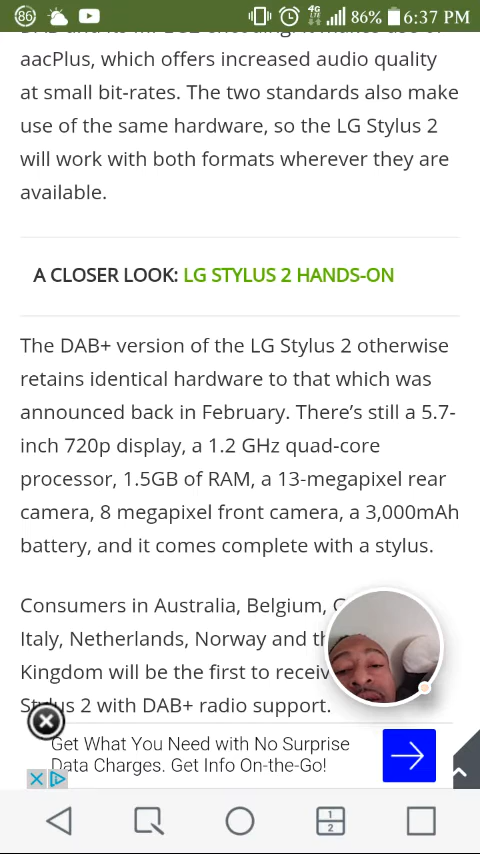 86
4G
86% 6:37 PM
aacPlus, which offers increased audio quality
at small bit-rates. The two standards also make
use of the same hardware, so the LG Stylus 2
will work with both formats wherever they are
available.
A CLOSER LOOK: LG STYLUS 2 HANDS-ON
The DAB+ version of the LG Stylus 2 otherwise
retains identical hardware to that which was
announced back in February. There’s still a 5.7-
inch 720p display, a 1.2 GHz quad-core
processor, 1.5GB of RAM, a 13-megapixel rear
camera, 8 megapixel front camera, a 3,000mAh
battery, and it comes complete with a stylus.
Consumers in Australia, Belgium,
Italy, Netherlands, Norway and
Kingdom will be the first to
Stylus 2 with DAB+ radio support.
Get What You Need with No Surprise
Data Charges. Get Info On-the-Go!
1
2